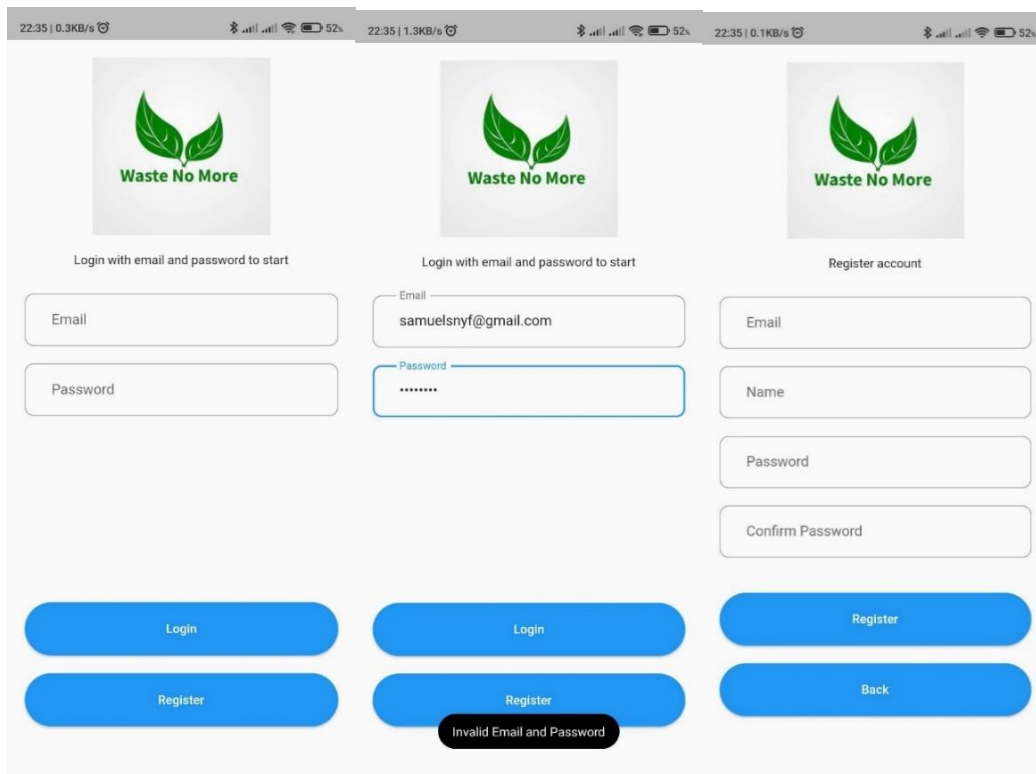 22:35 | 0.3KB/s
52%
Waste No More
Login with email and password to start
Email
Password
Login
Register
22:35 | 1.3KB/s
52%
Waste No More
Login with email and password to start
Email
samuelsnyf@gmail.com
Password
••••••••
Login
Register
Invalid Email and Password
22:35 | 0.1KB/s
52%
Waste No More
Register account
Email
Name
Password
Confirm Password
Register
Back